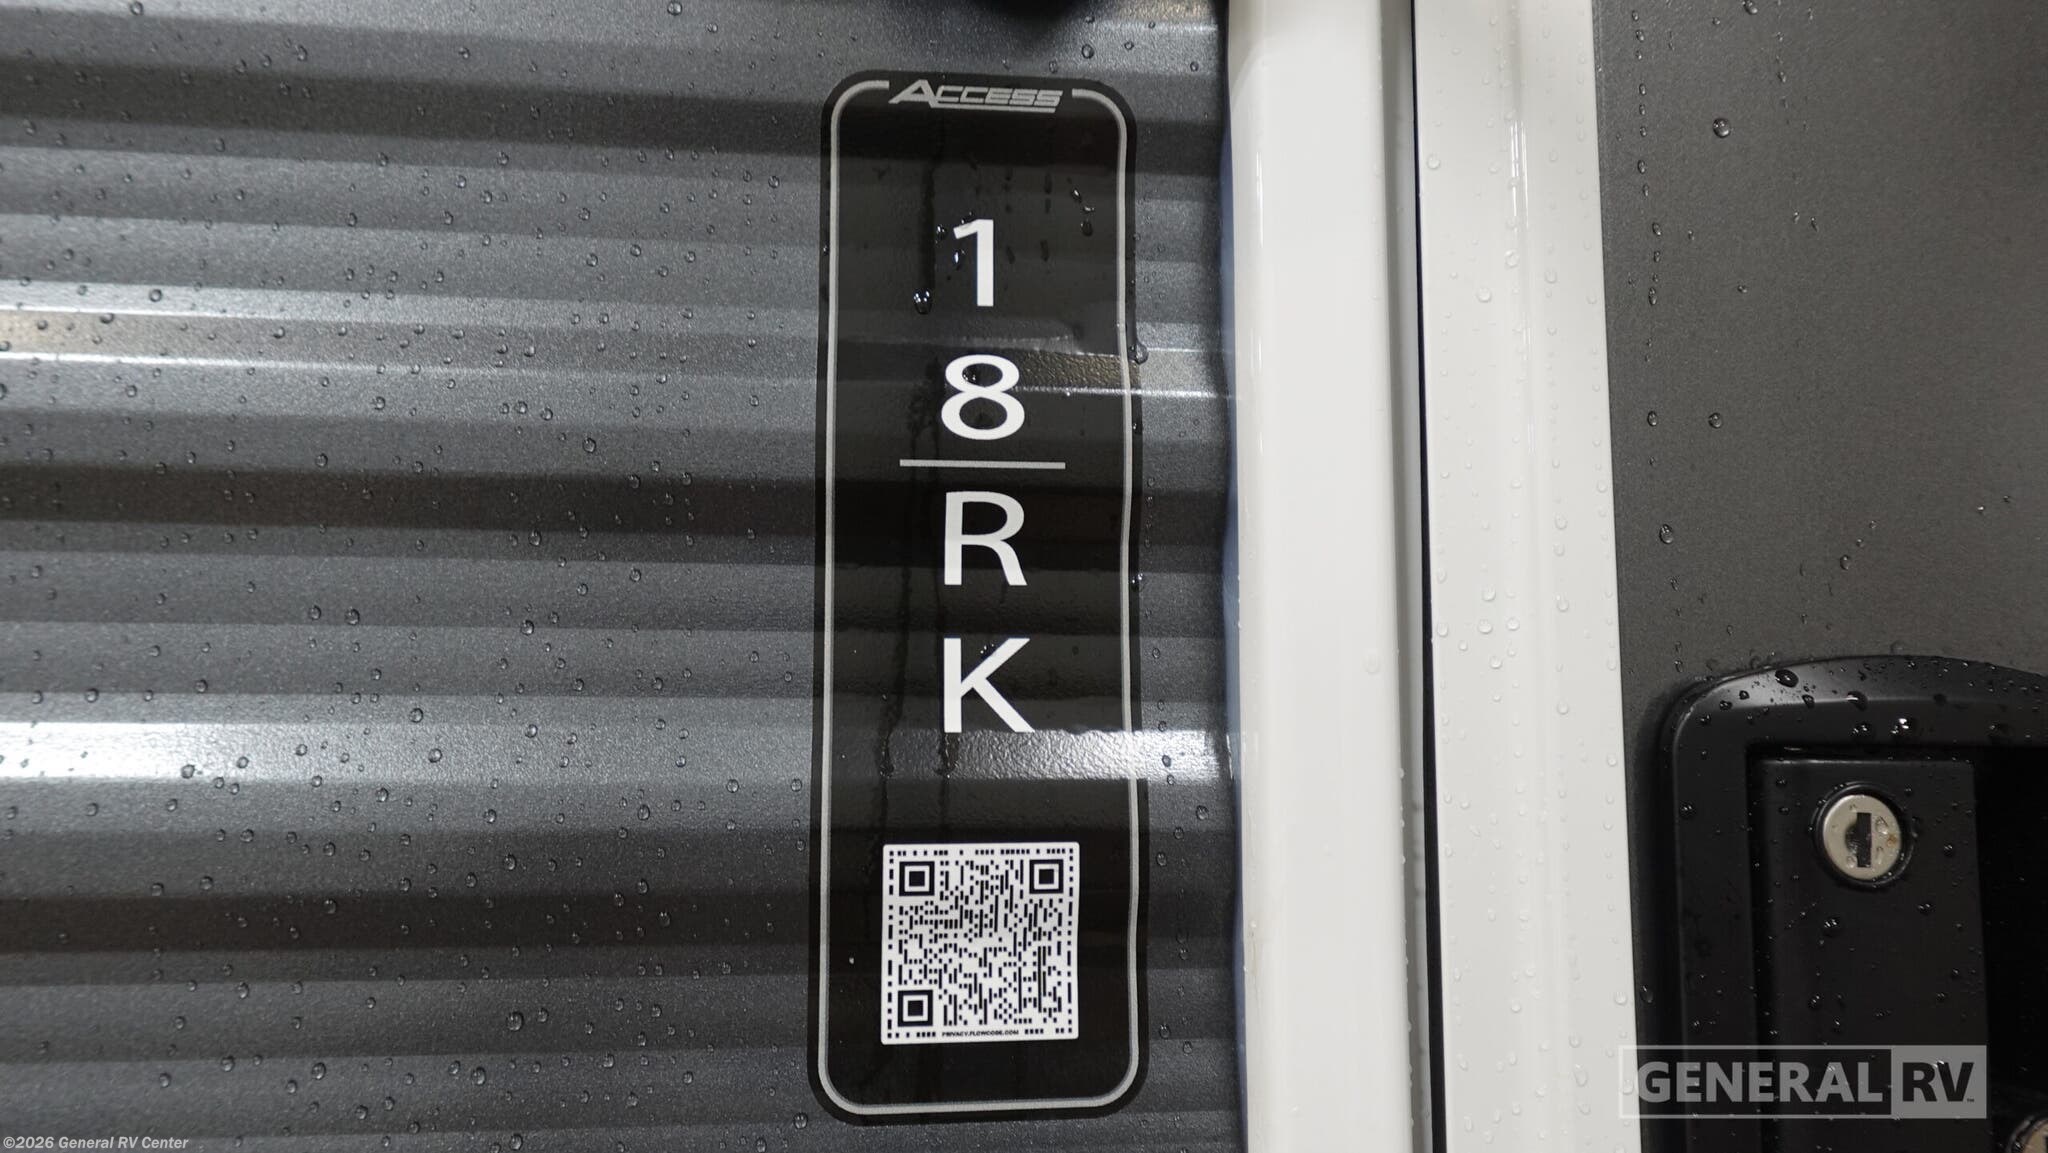 ACCESS
1
8
R
K
PRIVACY.FLOWCODE.COM
GENERAL RV
©2026 General RV Center